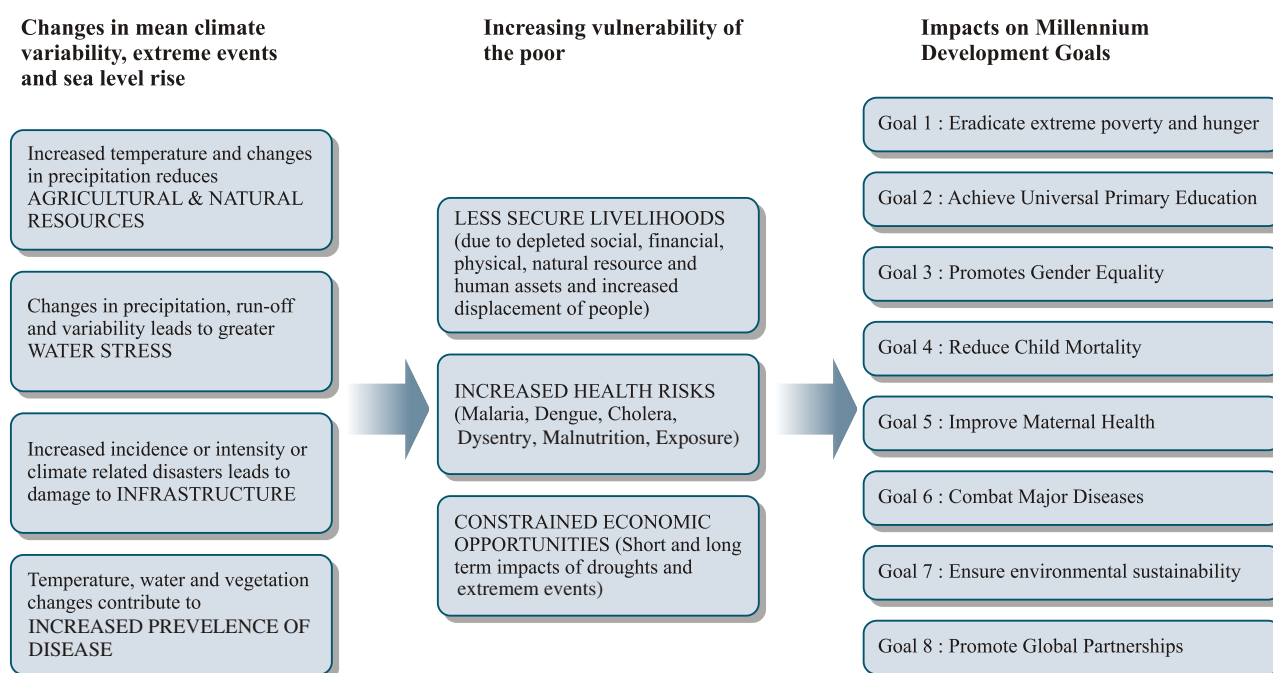 Changes in mean climate
variability, extreme events
and sea level rise
Increased temperature and changes
in precipitation reduces
AGRICULTURAL & NATURAL
RESOURCES
Changes in precipitation, run-off
and variability leads to greater
WATER STRESS
Increased incidence or intensity or
climate related disasters leads to
damage to INFRASTRUCTURE
Temperature, water and vegetation
changes contribute to
INCREASED PREVELENCE OF
DISEASE
Increasing vulnerability of
the poor
LESS SECURE LIVELIHOODS
(due to depleted social, financial,
physical, natural resource and
human assets and increased
displacement of people)
INCREASED HEALTH RISKS
(Malaria, Dengue, Cholera,
Dysentry, Malnutrition, Exposure)
CONSTRAINED ECONOMIC
OPPORTUNITIES (Short and long
term impacts of droughts and
extremem events)
Impacts on Millennium
Development Goals
Goal 1 : Eradicate extreme poverty and hunger
Goal 2 : Achieve Universal Primary Education
Goal 3 : Promotes Gender Equality
Goal 4 : Reduce Child Mortality
Goal 5 : Improve Maternal Health
Goal 6 : Combat Major Diseases
Goal 7 : Ensure environmental sustainability
Goal 8 : Promote Global Partnerships